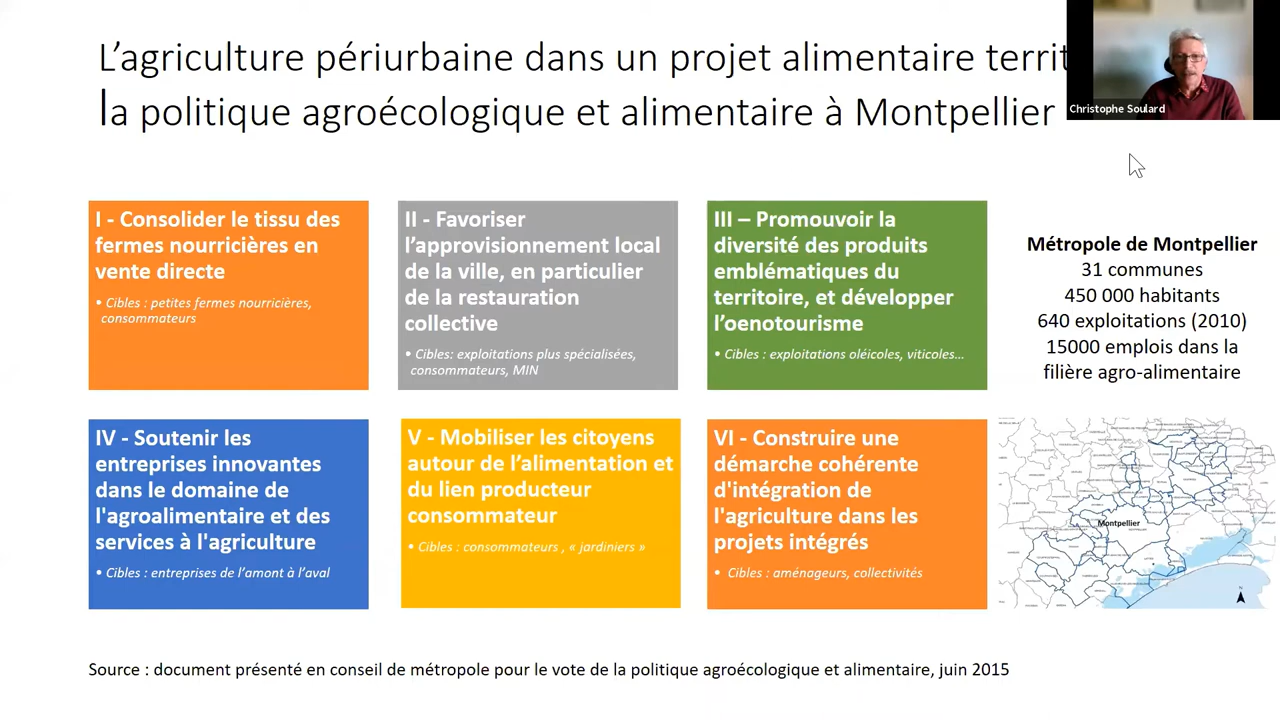 L’agriculture périurbaine dans un projet alimentaire
la politique agroécologique et alimentaire à Montpellier
Christophe Soulard
I - Consolider le tissu des
fermes nourricières en
vente directe
• Cibles : petites fermes nourricières,
consommateurs
II - Favoriser
l’approvisionnement local
de la ville, en particulier
de la restauration
collective
• Cibles: exploitations plus spécialisées,
consommateurs, MIN
III – Promouvoir la
diversité des produits
emblématiques du
territoire, et développer
l’oenotourisme
• Cibles : exploitations oléicoles, viticoles…
Métropole de Montpellier
31 communes
450 000 habitants
640 exploitations (2010)
15000 emplois dans la
filière agro-alimentaire
IV - Soutenir les
entreprises innovantes
dans le domaine de
l'agroalimentaire et des
services à l'agriculture
• Cibles : entreprises de l’amont à l’aval
V - Mobiliser les citoyens
autour de l’alimentation et
du lien producteur
consommateur
• Cibles : consommateurs , « jardiniers »
VI - Construire une
démarche cohérente
d'intégration de
l'agriculture dans les
projets intégrés
• Cibles : aménageurs, collectivités
Montpellier
Source : document présenté en conseil de métropole pour le vote de la politique agroécologique et alimentaire, juin 2015